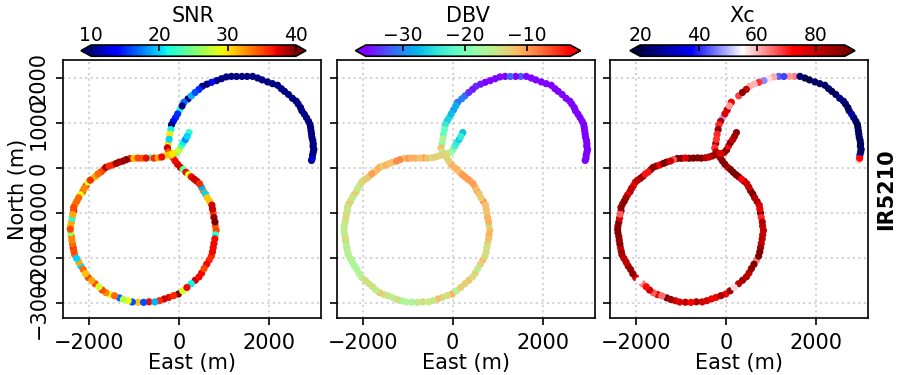 SNR DBV Xc
10 20 30 40 −30 −20 −10 20 40 60 80
2000
1000
0
−1000
−2000
−3000
North (m)
IR5210
−2000 0 2000 −2000 0 2000 −2000 0 2000
East (m) East (m) East (m)